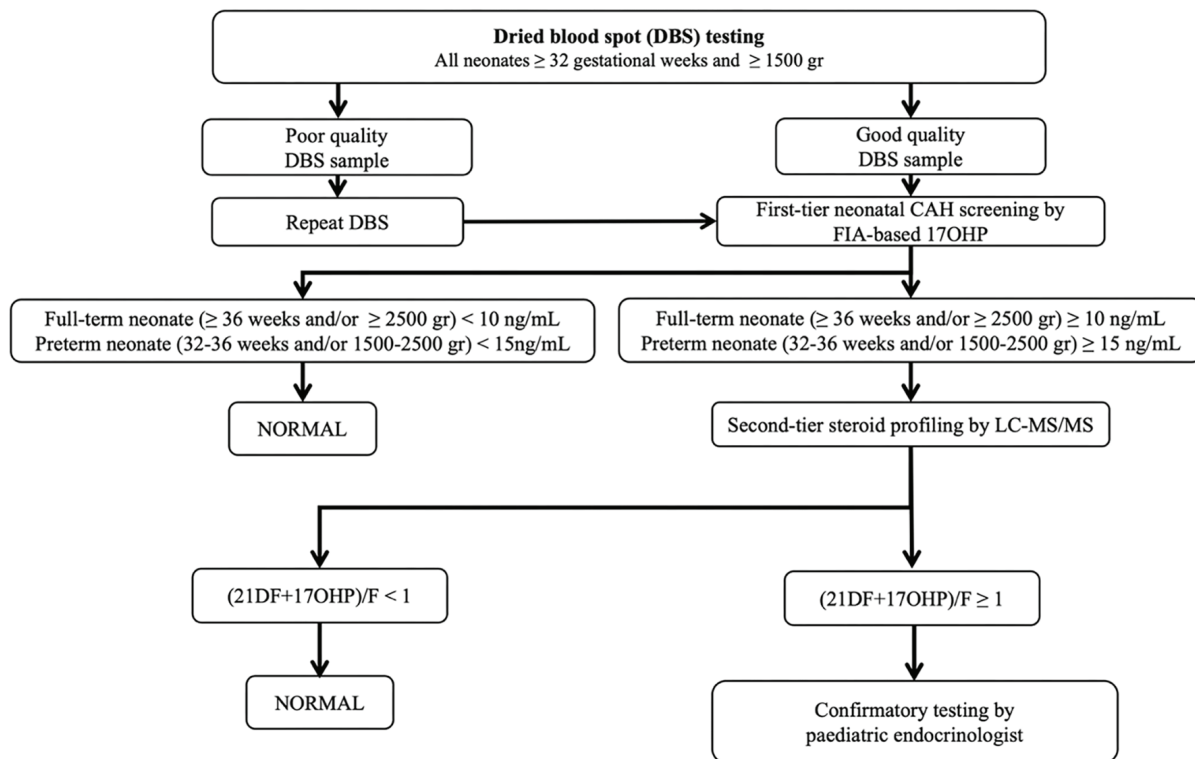 Dried blood spot (DBS) testing
All neonates ≥ 32 gestational weeks and ≥ 1500 gr
Poor quality
DBS sample
Good quality
DBS sample
Repeat DBS
First-tier neonatal CAH screening by
FIA-based 17OHP
Full-term neonate (≥ 36 weeks and/or ≥ 2500 gr) < 10 ng/mL
Preterm neonate (32-36 weeks and/or 1500-2500 gr) < 15ng/mL
Full-term neonate (≥ 36 weeks and/or ≥ 2500 gr) ≥ 10 ng/mL
Preterm neonate (32-36 weeks and/or 1500-2500 gr) ≥ 15 ng/mL
NORMAL
Second-tier steroid profiling by LC-MS/MS
(21DF+17OHP)/F < 1
(21DF+17OHP)/F ≥ 1
NORMAL
Confirmatory testing by
paediatric endocrinologist